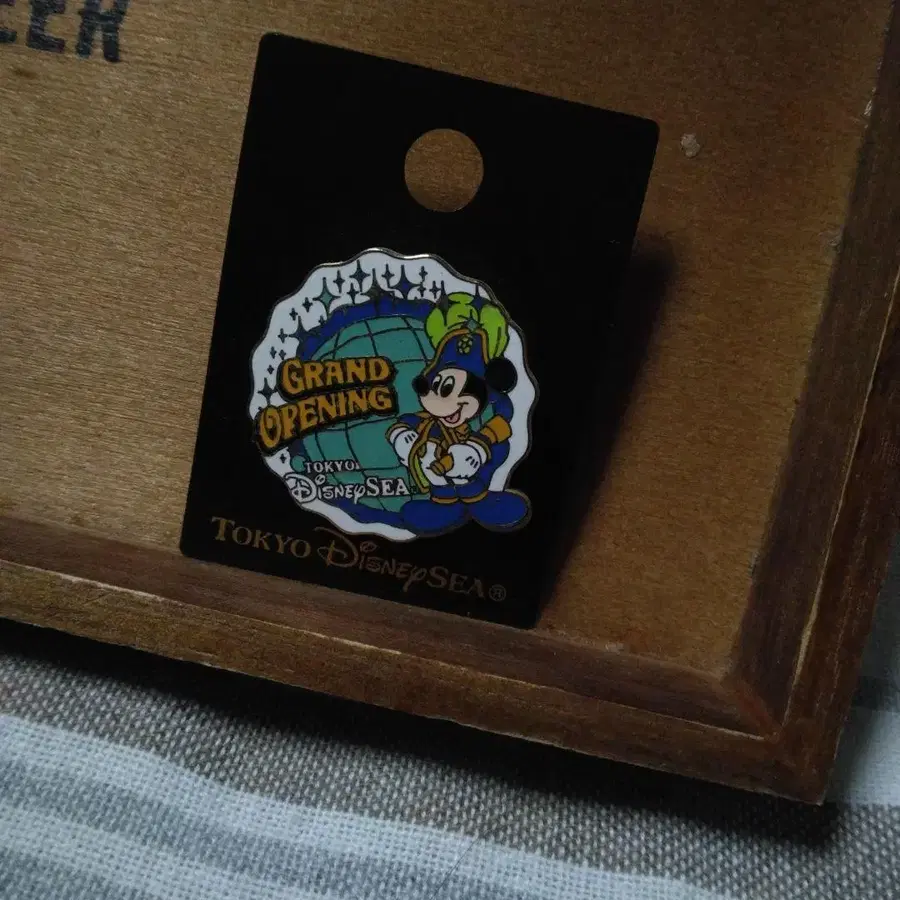 GRAND
OPENING
TOKYO
DISNEYSEA
TOKYO DISNEYSEA®